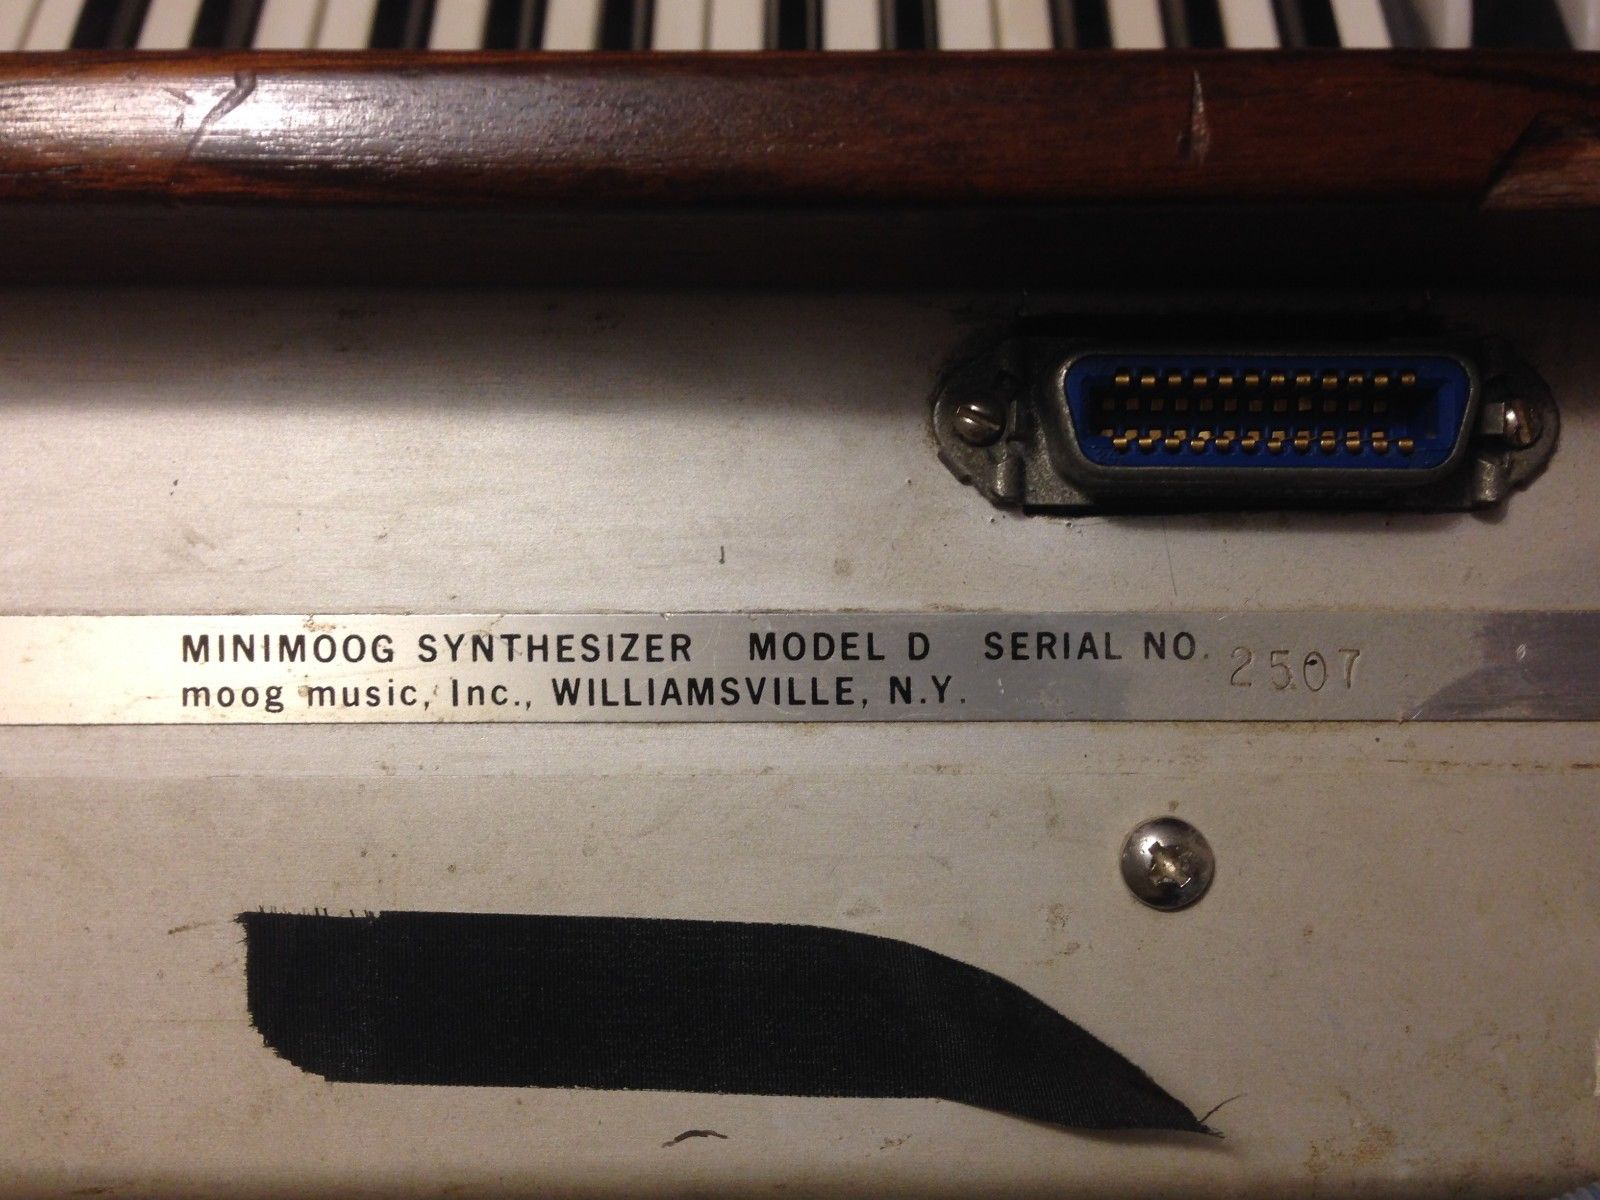 MINIMOOG SYNTHESIZER MODEL D SERIAL NO. 2507
moog music, Inc., WILLIAMSVILLE, N.Y.